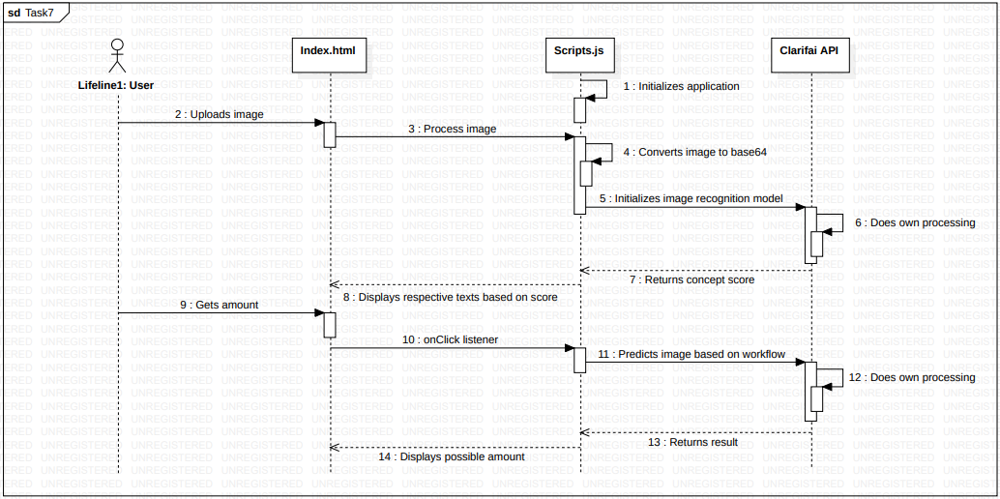 sd Task7
Index.html
Scripts.js
Clarifai API
Lifeline1: User
1 : Initializes application
2 : Uploads image
3 : Process image
4 : Converts image to base64
5 : Initializes image recognition model
6 : Does own processing
7 : Returns concept score
8 : Displays respective texts based on score
9 : Gets amount
10 : onClick listener
11 : Predicts image based on workflow
12 : Does own processing
13 : Returns result
14 : Displays possible amount
UNREGISTERED